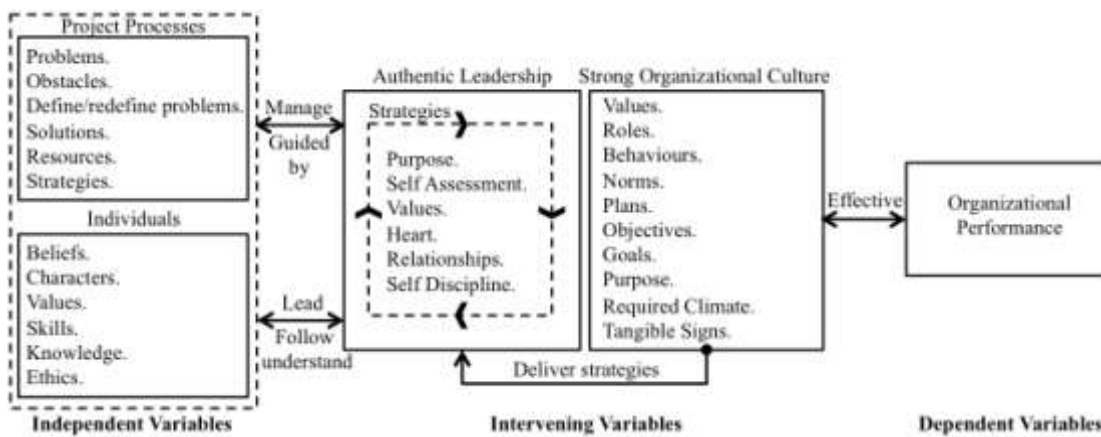 Project Processes
Problems.
Obstacles.
Define/redefine problems.
Solutions.
Resources.
Strategies.
Individuals
Beliefs.
Characters.
Values.
Skills.
Knowledge.
Ethics.
Independent Variables
Manage
Guided
by
Lead
Follow
understand
Authentic Leadership
Strategies
Purpose.
Self Assessment.
Values.
Heart.
Relationships.
Self Discipline.
Strong Organizational Culture
Values.
Roles.
Behaviours.
Norms.
Plans.
Objectives.
Goals.
Purpose.
Required Climate.
Tangible Signs.
Deliver strategies
Intervening Variables
Effective
Organizational
Performance
Dependent Variables